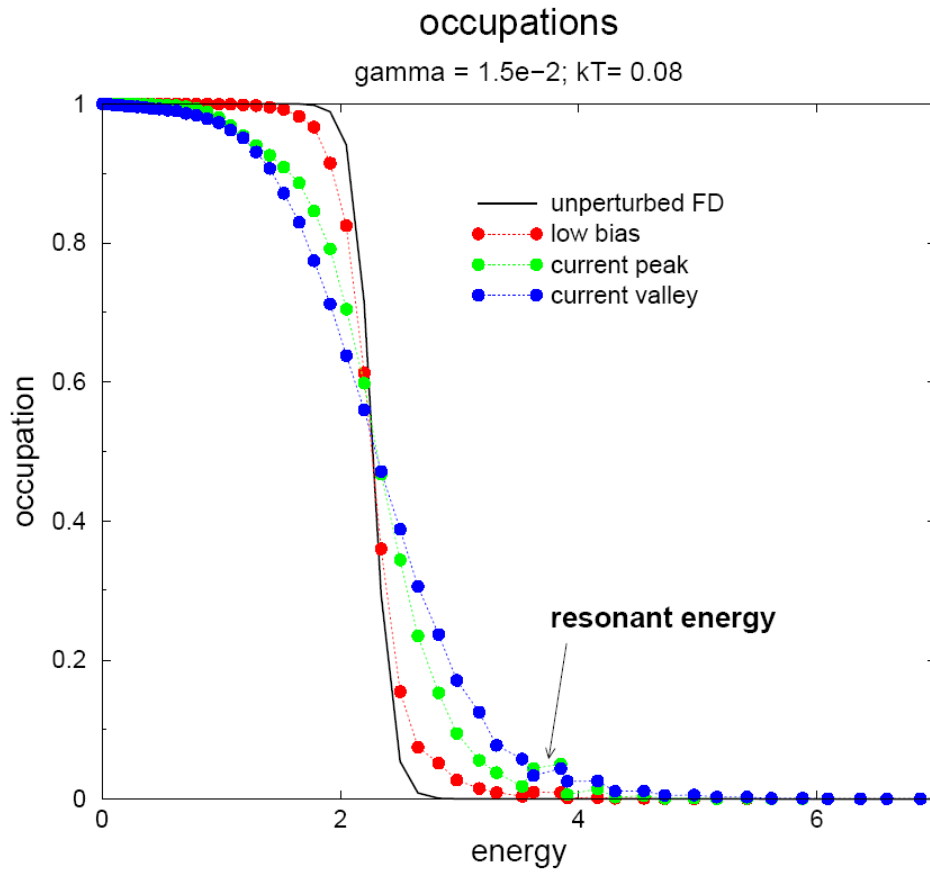 occupations
gamma = 1.5e−2; kT= 0.08
1
0.8
0.6
0.4
0.2
0
occupation
unperturbed FD
low bias
current peak
current valley
resonant energy
0
2
4
6
energy